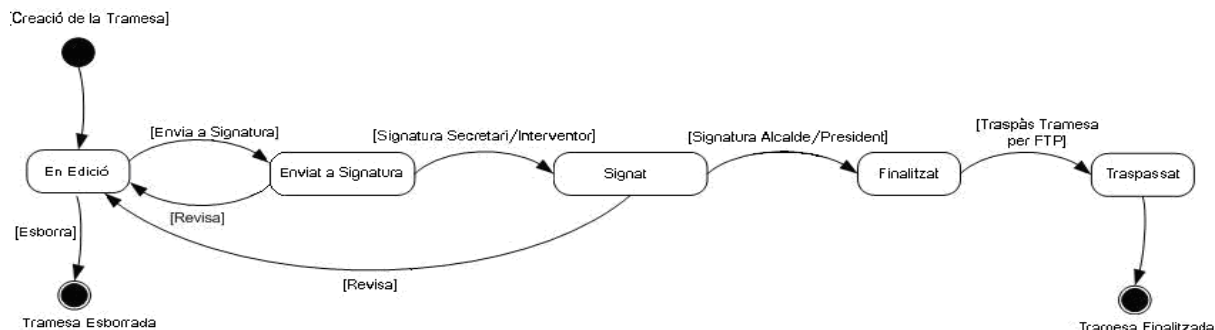 [Creació de la Tramesa]
[Envia a Signatura]
[Signatura Secretari/Interventor]
[Signatura Alcalde/President]
[Traspàs Tramesa
per FTP]
En Edició
Enviat a Signatura
Signat
Finalitzat
Traspassat
[Revisa]
[Esborra]
[Revisa]
Tramesa Esborrada
Tramesa Finalitzada